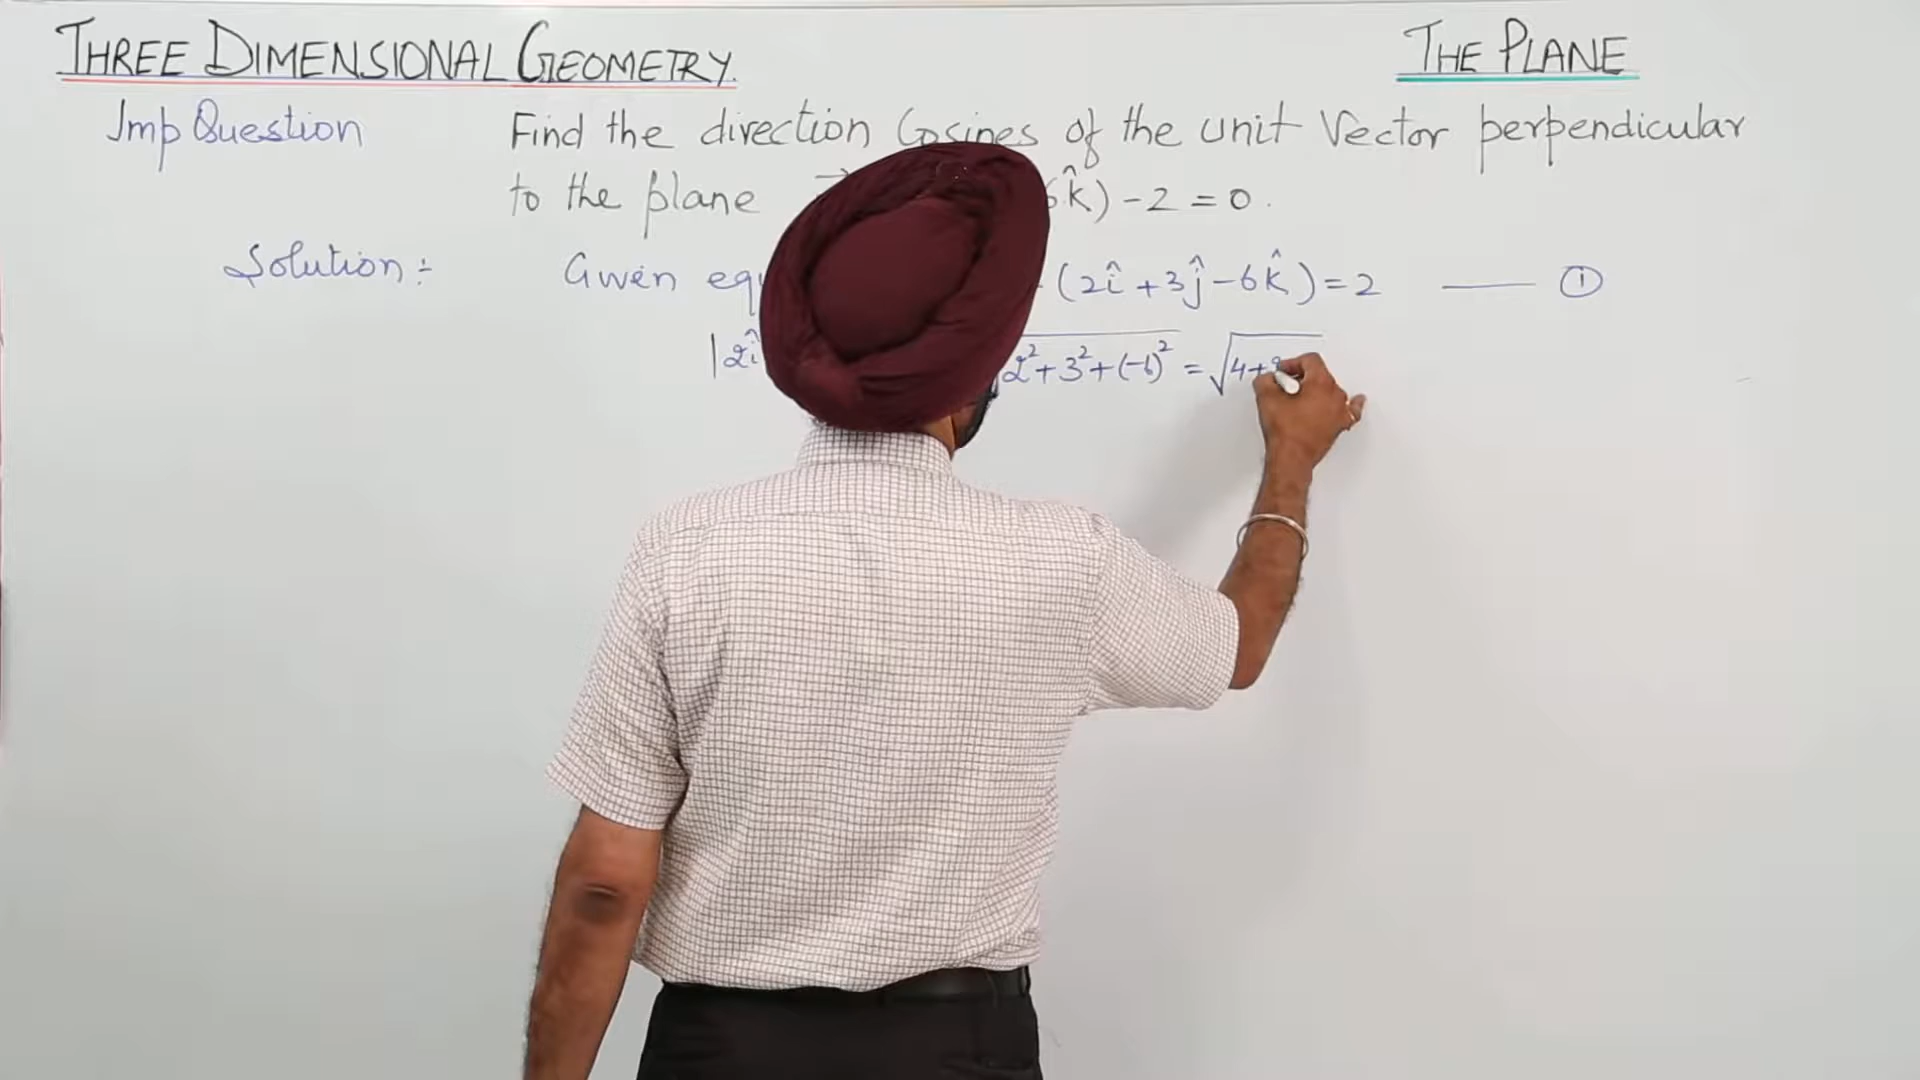 THREE DIMENSIONAL GEOMETRY.
THE PLANE
Imp Question
Find the direction Cosines of the unit Vector perpendicular
to the plane k̂) - 2 = 0.
Solution :-
Given (2î + 3ĵ - 6k̂) = 2 —— ①
|2î 2² + 3² + (-6)² = √4+